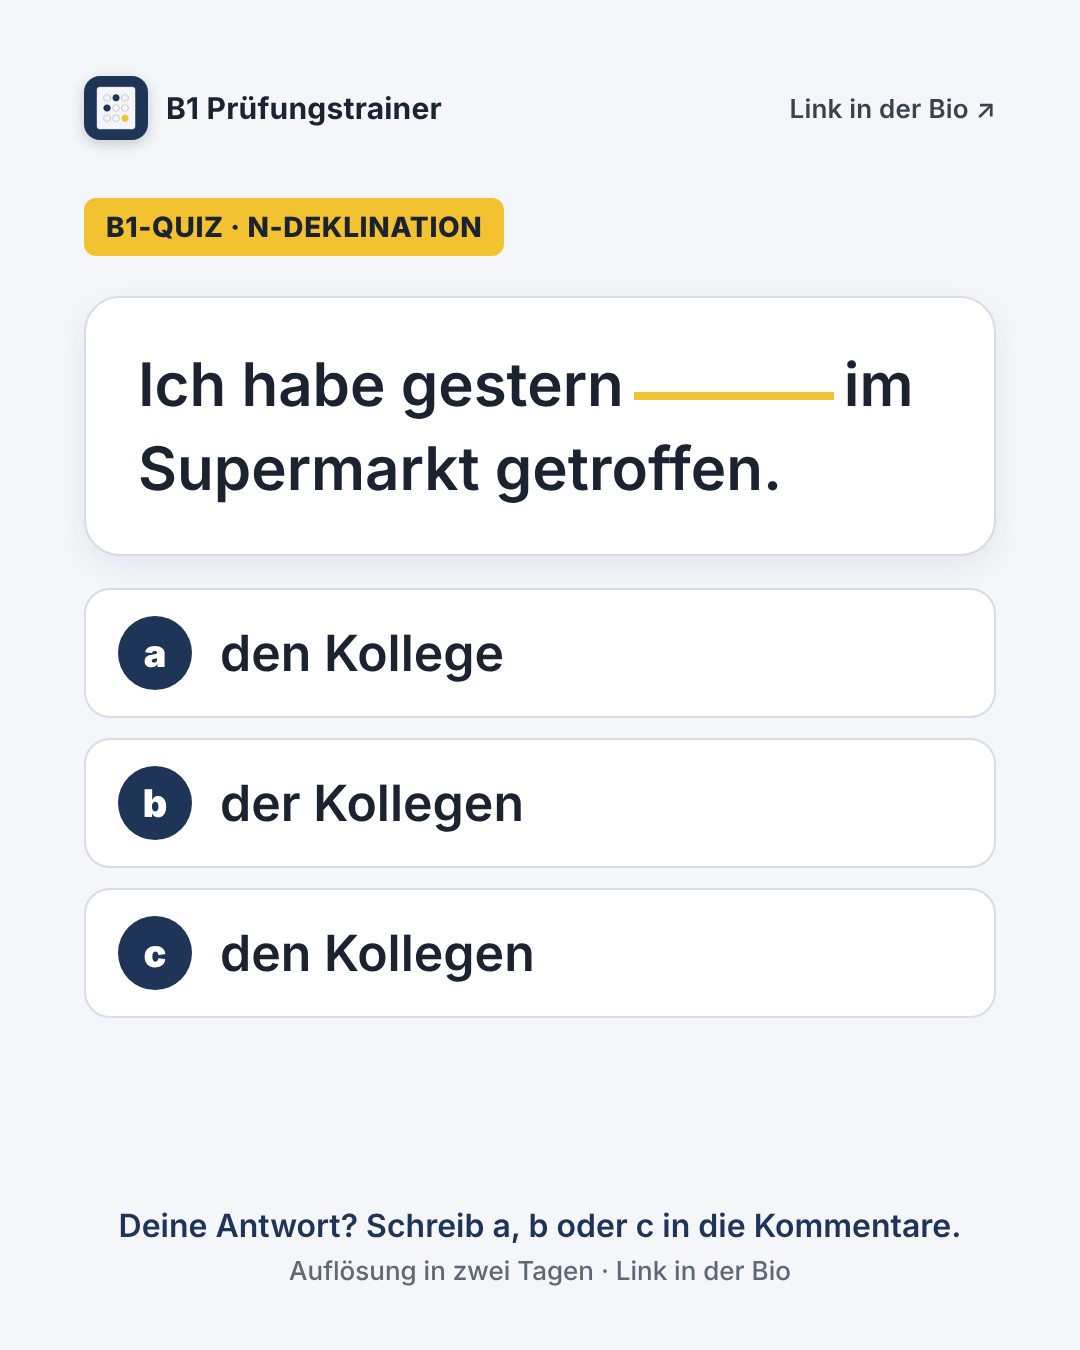 B1 Prüfungstrainer
Link in der Bio ↗
B1-QUIZ · N-DEKLINATION
Ich habe gestern ______ im
Supermarkt getroffen.
a den Kollege
b der Kollegen
c den Kollegen
Deine Antwort? Schreib a, b oder c in die Kommentare.
Auflösung in zwei Tagen · Link in der Bio